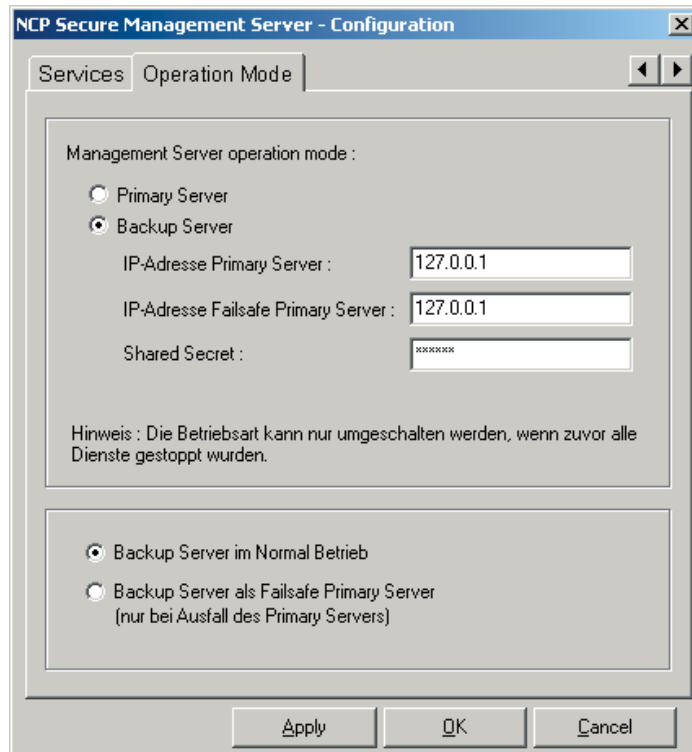 NCP Secure Management Server - Configuration
Services Operation Mode
Management Server operation mode :
Primary Server
Backup Server
IP-Adresse Primary Server : 127.0.0.1
IP-Adresse Failsafe Primary Server : 127.0.0.1
Shared Secret : ××××××
Hinweis : Die Betriebsart kann nur umgeschalten werden, wenn zuvor alle
Dienste gestoppt wurden.
Backup Server im Normal Betrieb
Backup Server als Failsafe Primary Server
(nur bei Ausfall des Primary Servers)
Apply OK Cancel